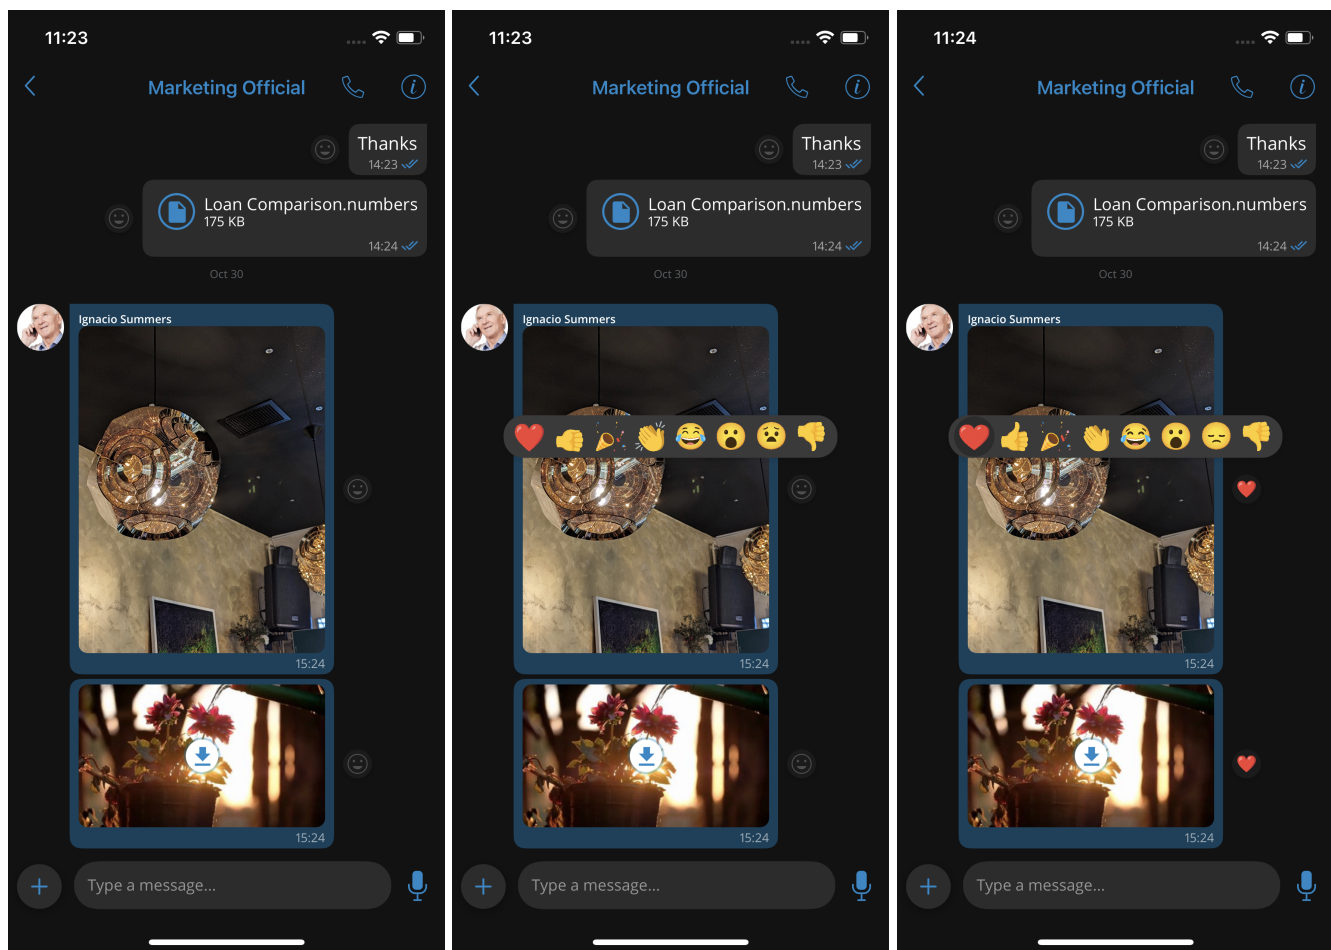 11:23
Marketing Official
Thanks
14:23
Loan Comparison.numbers
175 KB
14:24
Oct 30
Ignacio Summers
15:24
15:24
Type a message...
11:23
Marketing Official
Thanks
14:23
Loan Comparison.numbers
175 KB
14:24
Oct 30
Ignacio Summers
15:24
15:24
Type a message...
11:24
Marketing Official
Thanks
14:23
Loan Comparison.numbers
175 KB
14:24
Oct 30
Ignacio Summers
15:24
15:24
Type a message...